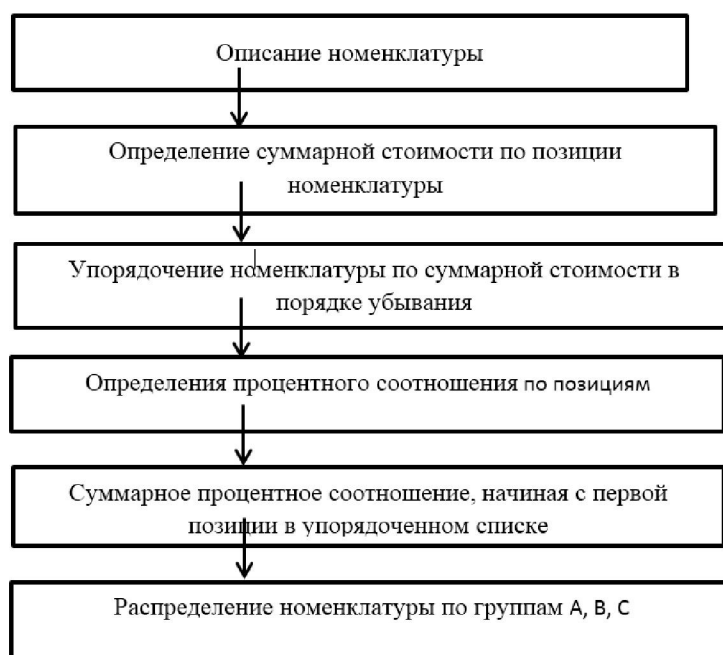 Описание номенклатуры
Определение суммарной стоимости по позиции
номенклатуры
Упорядочение номенклатуры по суммарной стоимости в
порядке убывания
Определения процентного соотношения по позициям
Суммарное процентное соотношение, начиная с первой
позиции в упорядоченном списке
Распределение номенклатуры по группам А, В, С